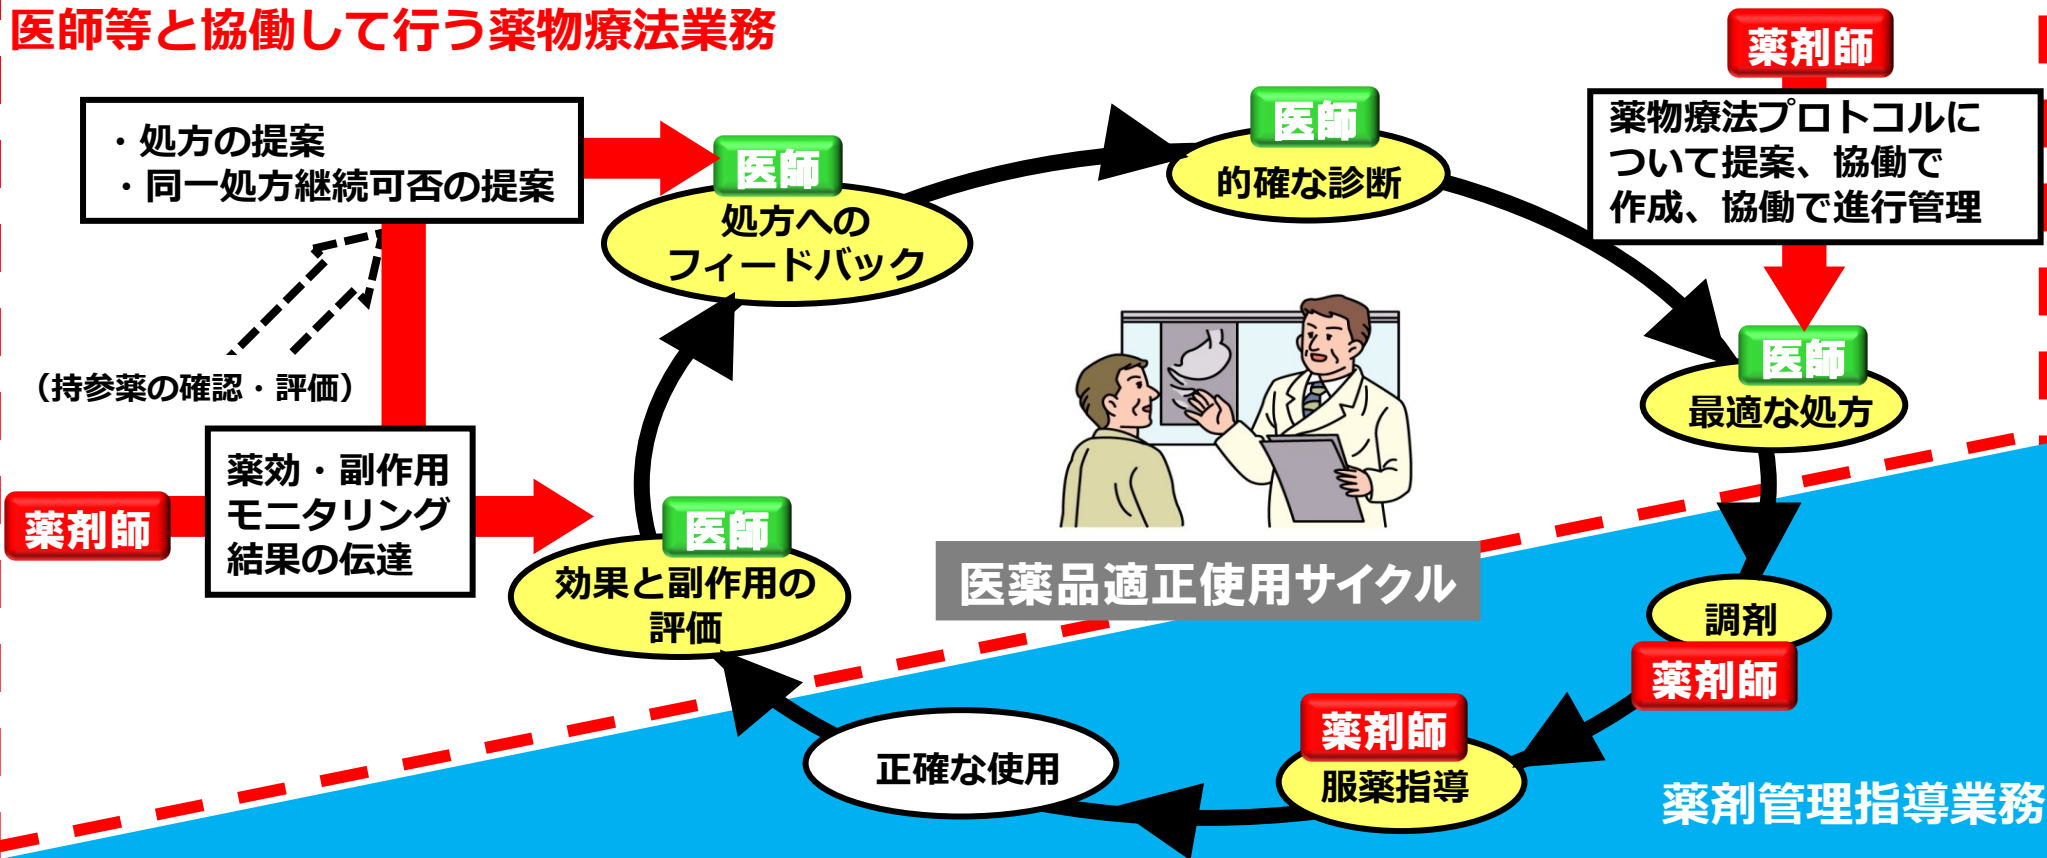 医師等と協働して行う薬物療法業務
薬剤師
薬物療法プロトコルに
ついて提案、協働で
作成、協働で進行管理
・処方の提案
・同一処方継続可否の提案
医師
処方への
フィードバック
医師
的確な診断
医師
最適な処方
（持参薬の確認・評価）
薬剤師
薬効・副作用
モニタリング
結果の伝達
医師
効果と副作用の
評価
医薬品適正使用サイクル
調剤
薬剤師
薬剤師
服薬指導
正確な使用
薬剤管理指導業務